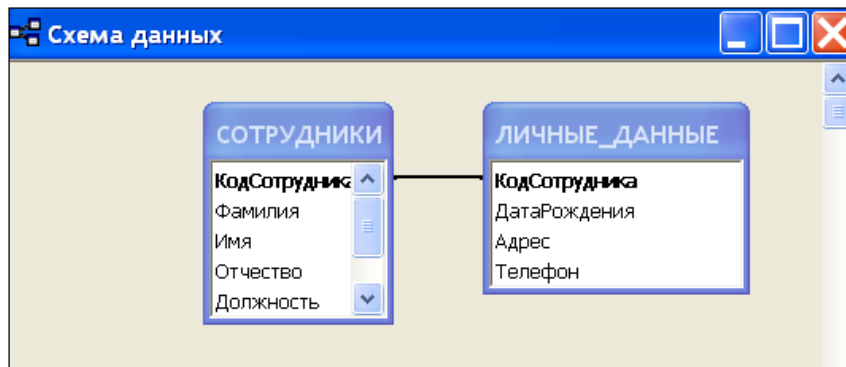 Схема данных
СОТРУДНИКИ
КодСотрудника
Фамилия
Имя
Отчество
Должность
ЛИЧНЫЕ_ДАННЫЕ
КодСотрудника
ДатаРождения
Адрес
Телефон